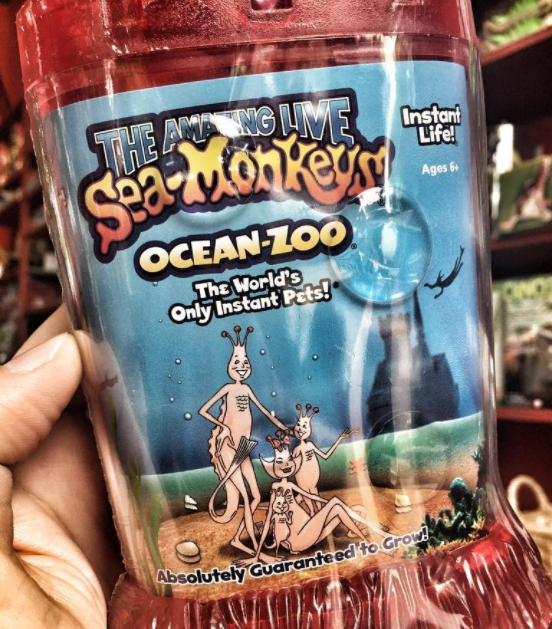 THE AMAZING LIVE
Sea-Monkeys
Instant
Life!
Ages 6+
OCEAN-ZOO®
The World's
Only Instant Pets!®
Absolutely Guaranteed to Grow!